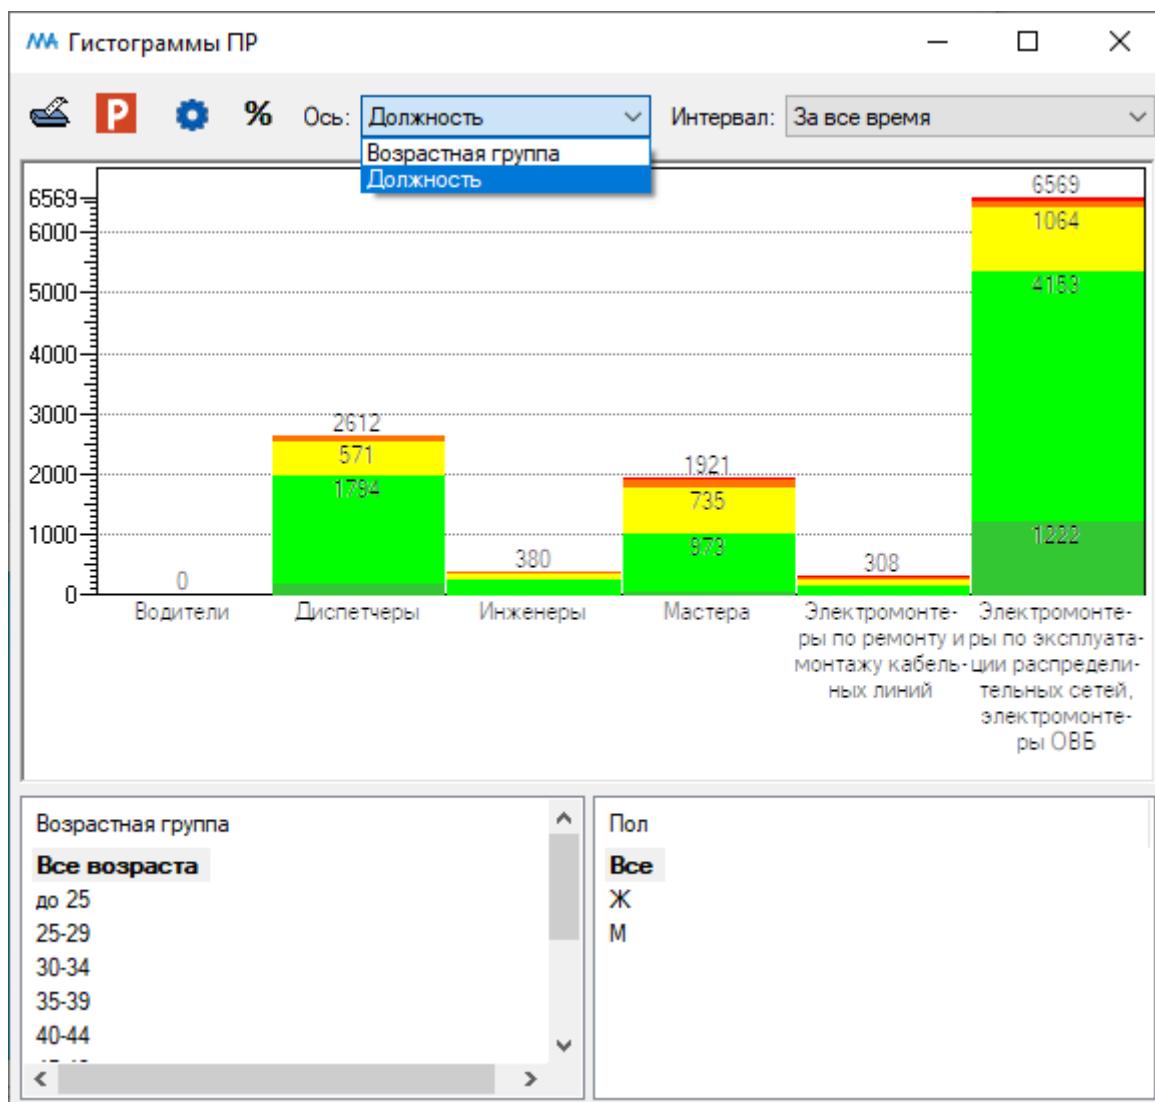 Гистограммы ПР
P % Ось: Должность Интервал: За все время
Возрастная группа
Должность
6569
6000
5000
4000
3000
2000
1000
0
0
2612
571
1794
380
1921
735
973
308
6569
1064
4153
1222
Водители
Диспетчеры
Инженеры
Мастера
Электромонте-
ры по ремонту и
монтажу кабель-
ных линий
Электромонте-
ры по эксплуата-
ции распредели-
тельных сетей,
электромонте-
ры ОВБ
Возрастная группа
Все возраста
до 25
25-29
30-34
35-39
40-44
Пол
Все
Ж
М